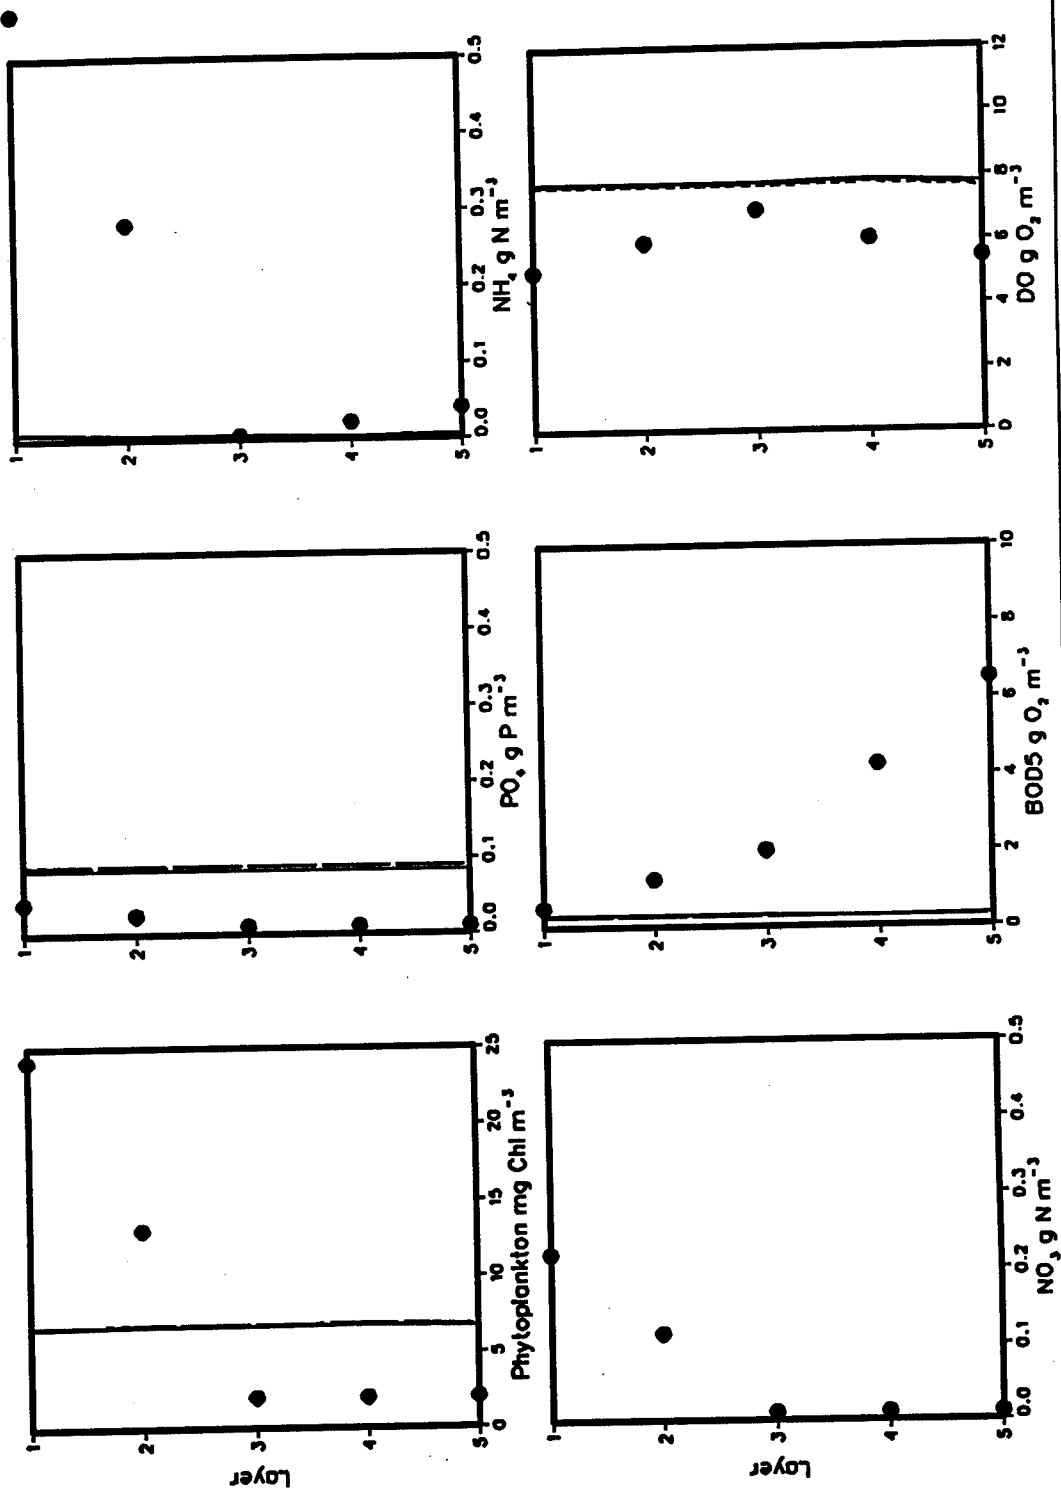 1
2
3
4
5
Layer
0 5 10 15 20 25
Phytoplankton mg Chl m⁻³
1
2
3
4
5
0.0 0.1 0.2 0.3 0.4 0.5
PO₄ g P m⁻³
1
2
3
4
5
0.0 0.1 0.2 0.3 0.4 0.5
NH₄ g N m⁻³
1
2
3
4
5
Layer
0.0 0.1 0.2 0.3 0.4 0.5
NO₃ g N m⁻³
1
2
3
4
5
0 2 4 6 8 10
BOD5 g O₂ m⁻³
1
2
3
4
5
0 2 4 6 8 10 12
DO g O₂ m⁻³